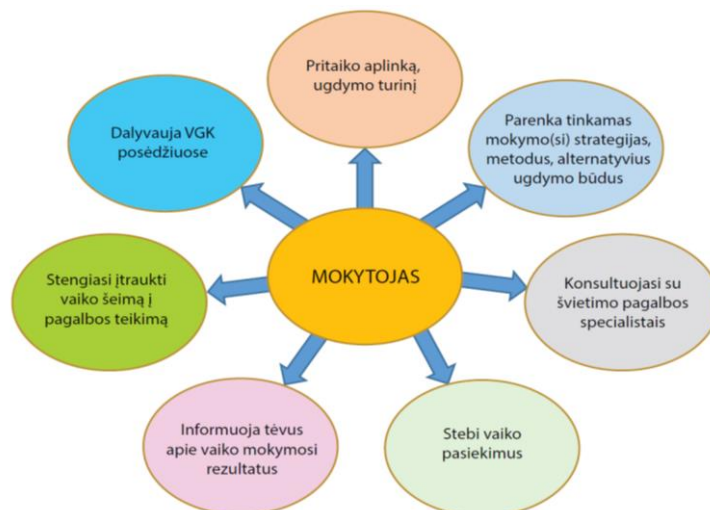 Pritaiko aplinką,
ugdymo turinį
Dalyvauja VGK
posėdžiuose
Parenka tinkamas
mokymo(si) strategijas,
metodus, alternatyvius
ugdymo būdus
MOKYTOJAS
Stengiasi įtraukti
vaiko šeimą į
pagalbos teikimą
Konsultuojasi su
švietimo pagalbos
specialistais
Informuoja tėvus
apie vaiko mokymosi
rezultatus
Stebi vaiko
pasiekimus